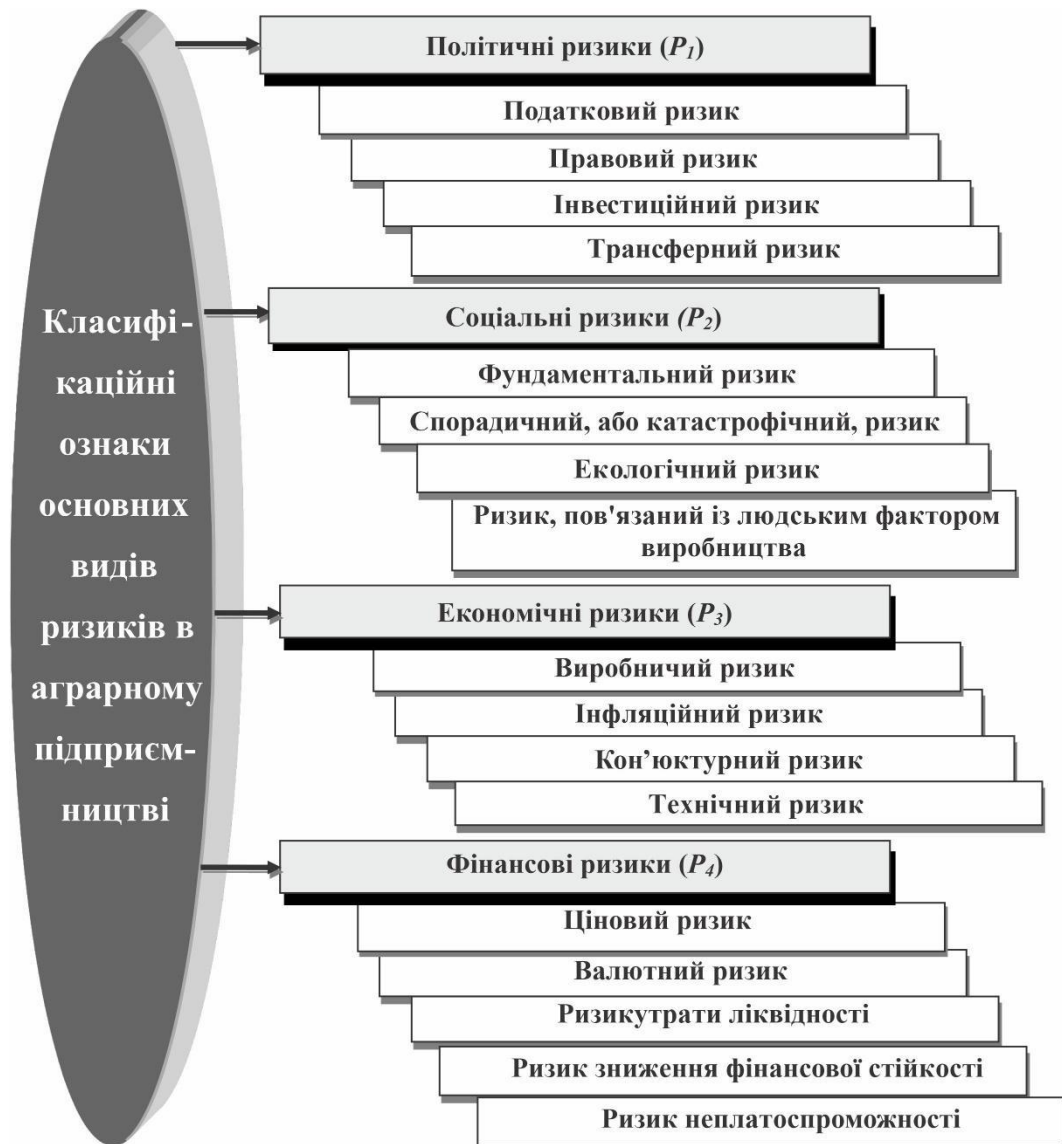 Класифі-
каційні
ознаки
основних
видів
ризиків в
аграрному
підприєм-
ництві
Політичні ризики (P1)
Податковий ризик
Правовий ризик
Інвестиційний ризик
Трансферний ризик
Соціальні ризики (P2)
Фундаментальний ризик
Спорадичний, або катастрофічний, ризик
Екологічний ризик
Ризик, пов'язаний із людським фактором
виробництва
Економічні ризики (P3)
Виробничий ризик
Інфляційний ризик
Кон’юктурний ризик
Технічний ризик
Фінансові ризики (P4)
Ціновий ризик
Валютний ризик
Ризикутрати ліквідності
Ризик зниження фінансової стійкості
Ризик неплатоспроможності